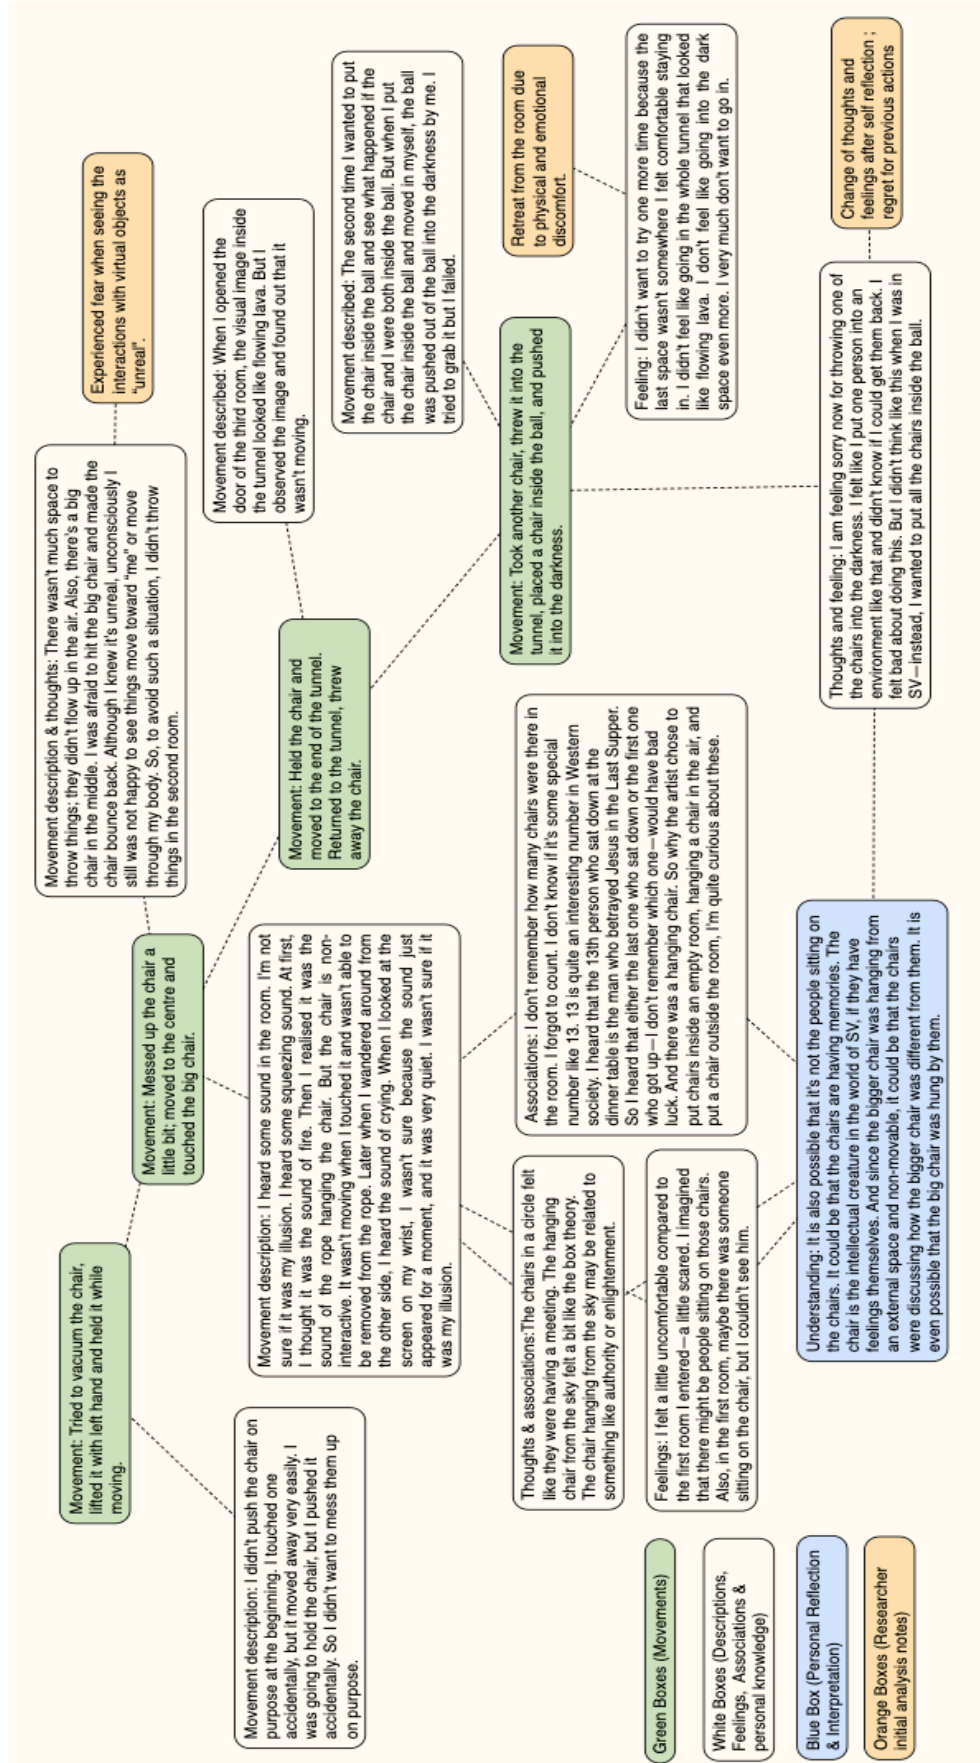 Movement: Tried to vacuum the chair,
lifted it with left hand and held it while
moving.
Movement description: I didn't push the chair on
purpose at the beginning. I touched one
accidentally, but it moved away very easily. I
was going to hold the chair, but I pushed it
accidentally. So I didn't want to mess them up
on purpose.
Movement: Messed up the chair a
little bit; moved to the centre and
touched the big chair.
Movement description & thoughts: There wasn't much space to
throw things; they didn't flow up in the air. Also, there's a big
chair in the middle. I was afraid to hit the big chair and made the
chair bounce back. Although I knew it's unreal, unconsciously I
still was not happy to see things move toward "me" or move
through my body. So, to avoid such a situation, I didn't throw
things in the second room.
Experienced fear when seeing the
interactions with virtual objects as
"unreal".
Movement description: I heard some sound in the room. I'm not
sure if it was my illusion. I heard some squeezing sound. At first,
I thought it was the sound of fire. Then I realised it was the
sound of the rope hanging the chair. But the chair is non-
interactive. It wasn't moving when I touched it and wasn't able to
be removed from the rope. Later when I wandered around from
the other side, I heard the sound of crying. When I looked at the
screen on my wrist, I wasn't sure because the sound just
appeared for a moment, and it was very quiet. I wasn't sure if it
was my illusion.
Movement: Held the chair and
moved to the end of the tunnel.
Returned to the tunnel, threw
away the chair.
Movement described: When I opened the
door of the third room, the visual image inside
the tunnel looked like flowing lava. But I
observed the image and found out that it
wasn't moving.
Movement described: The second time I wanted to put
the chair inside the ball and see what happened if the
chair and I were both inside the ball. But when I put
the chair inside the ball and moved in myself, the ball
was pushed out of the ball into the darkness by me. I
tried to grab it but I failed.
Thoughts & associations:The chairs in a circle felt
like they were having a meeting. The hanging
chair from the sky felt a bit like the box theory.
The chair hanging from the sky may be related to
something like authority or enlightenment.
Associations: I don't remember how many chairs were there in
the room. I forgot to count. I don't know if it's some special
number like 13. 13 is quite an interesting number in Western
society. I heard that the 13th person who sat down at the
dinner table is the man who betrayed Jesus in the Last Supper.
So I heard that either the last one who sat down or the first one
who got up—I don't remember which one—would have bad
luck. And there was a hanging chair. So why the artist chose to
put chairs inside an empty room, hanging a chair in the air, and
put a chair outside the room, I'm quite curious about these.
Movement: Took another chair, threw it into the
tunnel, placed a chair inside the ball, and pushed
it into the darkness.
Retreat from the room due
to physical and emotional
discomfort.
Feelings: I felt a little uncomfortable compared to
the first room I entered—a little scared. I imagined
that there might be people sitting on those chairs.
Also, in the first room, maybe there was someone
sitting on the chair, but I couldn't see him.
Feeling: I didn't want to try one more time because the
last space wasn't somewhere I felt comfortable staying
in. I didn't feel like going in the whole tunnel that looked
like flowing lava. I don't feel like going into the dark
space even more. I very much don't want to go in.
Understanding: It is also possible that it's not the people sitting on
the chairs. It could be that the chairs are having memories. The
chair is the intellectual creature in the world of SV, if they have
feelings themselves. And since the bigger chair was hanging from
an external space and non-movable, it could be that the chairs
were discussing how the bigger chair was different from them. It is
even possible that the big chair was hung by them.
Thoughts and feeling: I am feeling sorry now for throwing one of
the chairs into the darkness. I felt like I put one person into an
environment like that and didn't know if I could get them back. I
felt bad about doing this. But I didn't think like this when I was in
SV—instead, I wanted to put all the chairs inside the ball.
Change of thoughts and
feelings after self reflection ;
regret for previous actions
Green Boxes (Movements)
White Boxes (Descriptions,
Feelings, Associations &
personal knowledge)
Blue Box (Personal Reflection
& Interpretation)
Orange Boxes (Researcher
initial analysis notes)